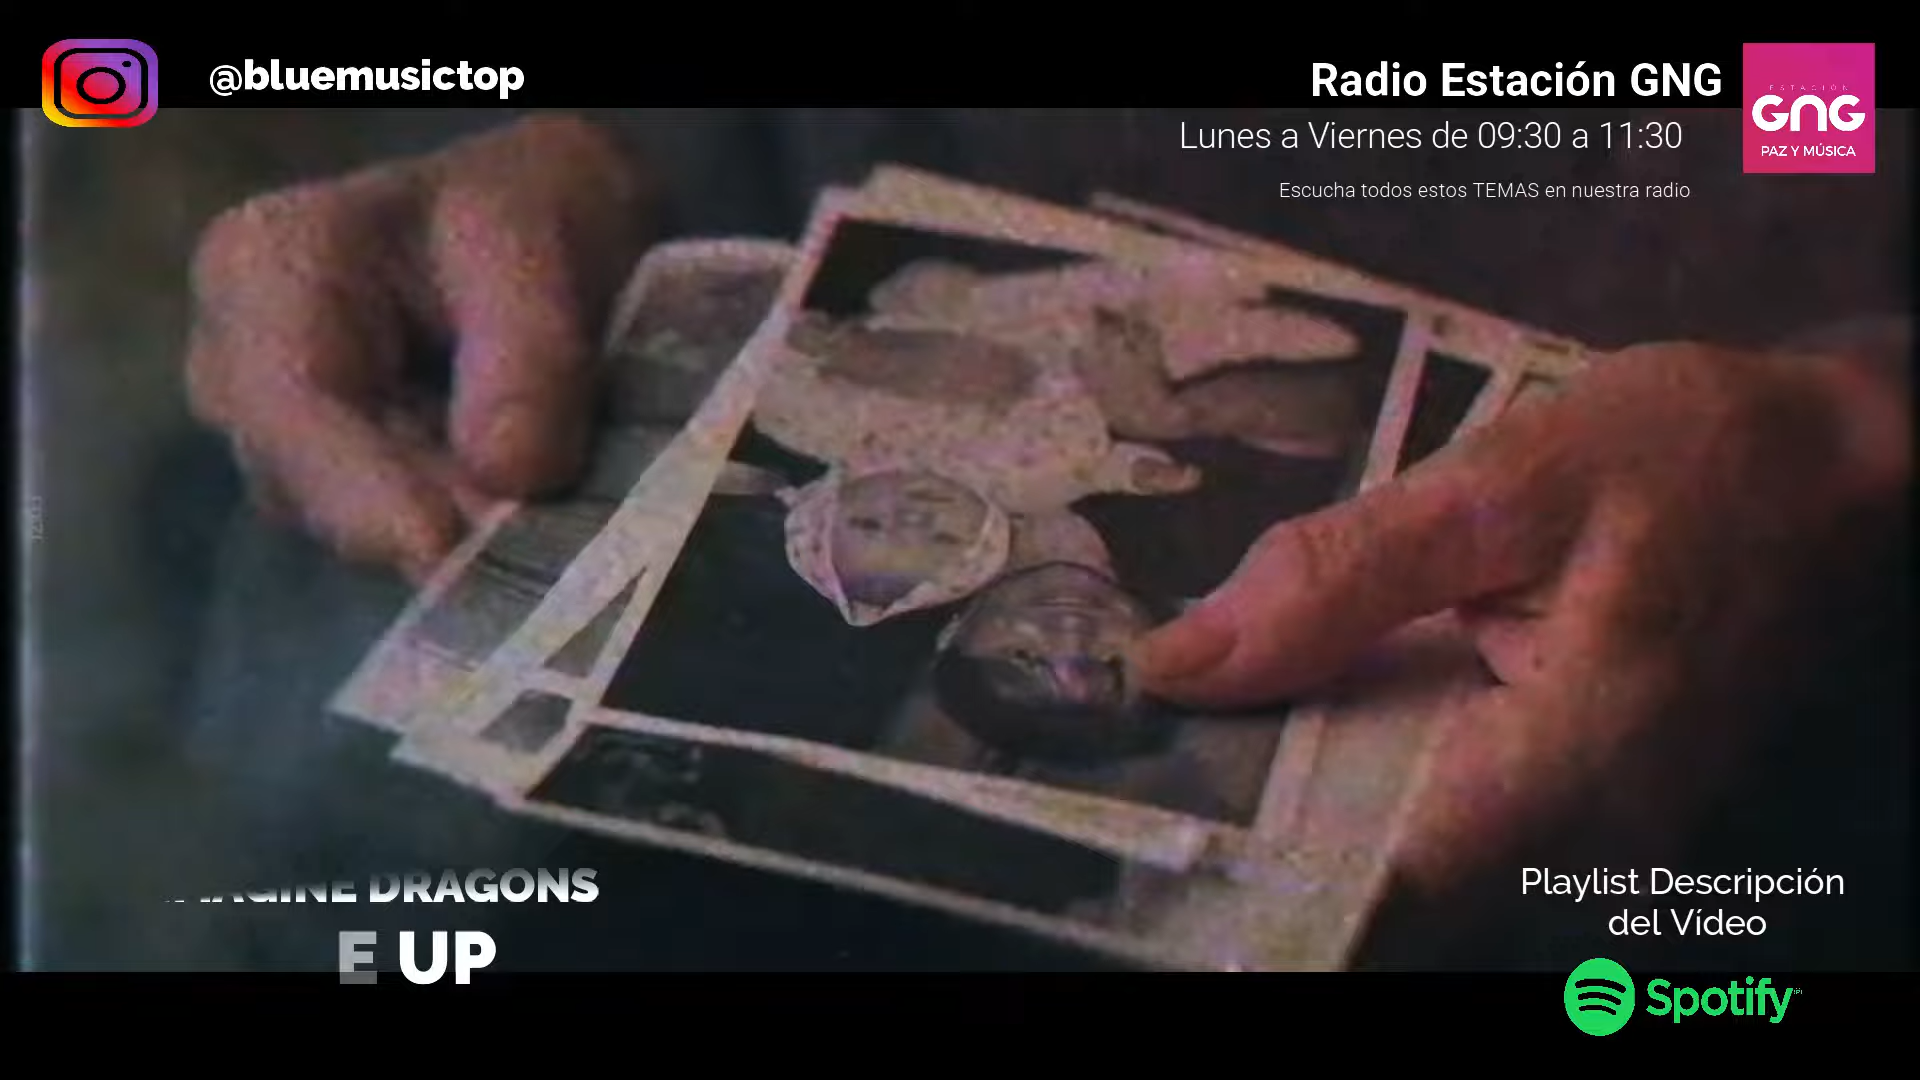 @bluemusictop
Radio Estación GNG
ESTACIÓN
GNG
PAZ Y MÚSICA
Lunes a Viernes de 09:30 a 11:30
Escucha todos estos TEMAS en nuestra radio
DRAGONS
E UP
Playlist Descripción
del Vídeo
Spotify